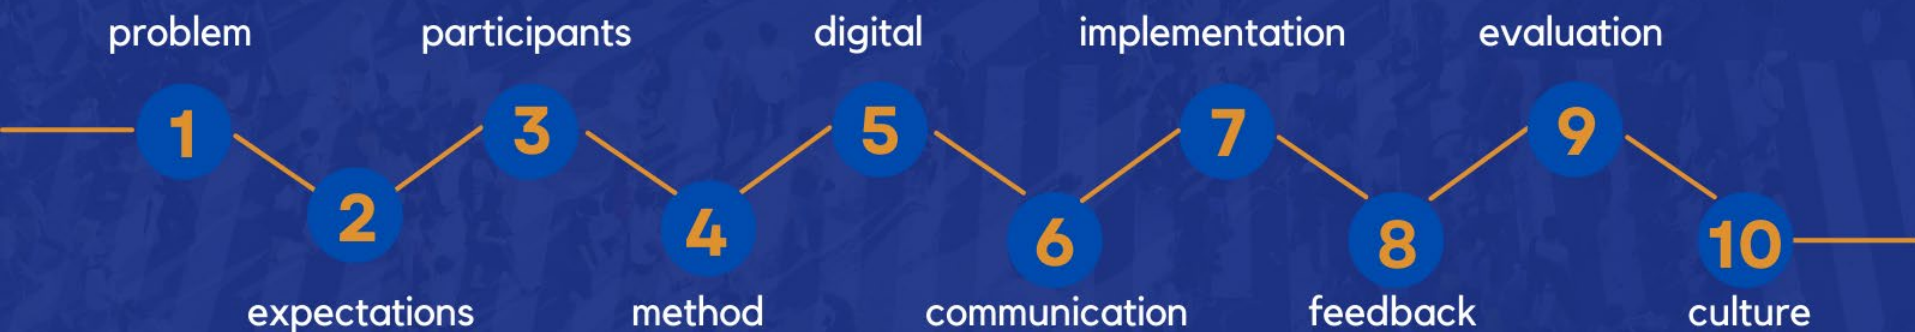 problem participants digital implementation evaluation
1 3 5 7 9
2 4 6 8 10
expectations method communication feedback culture